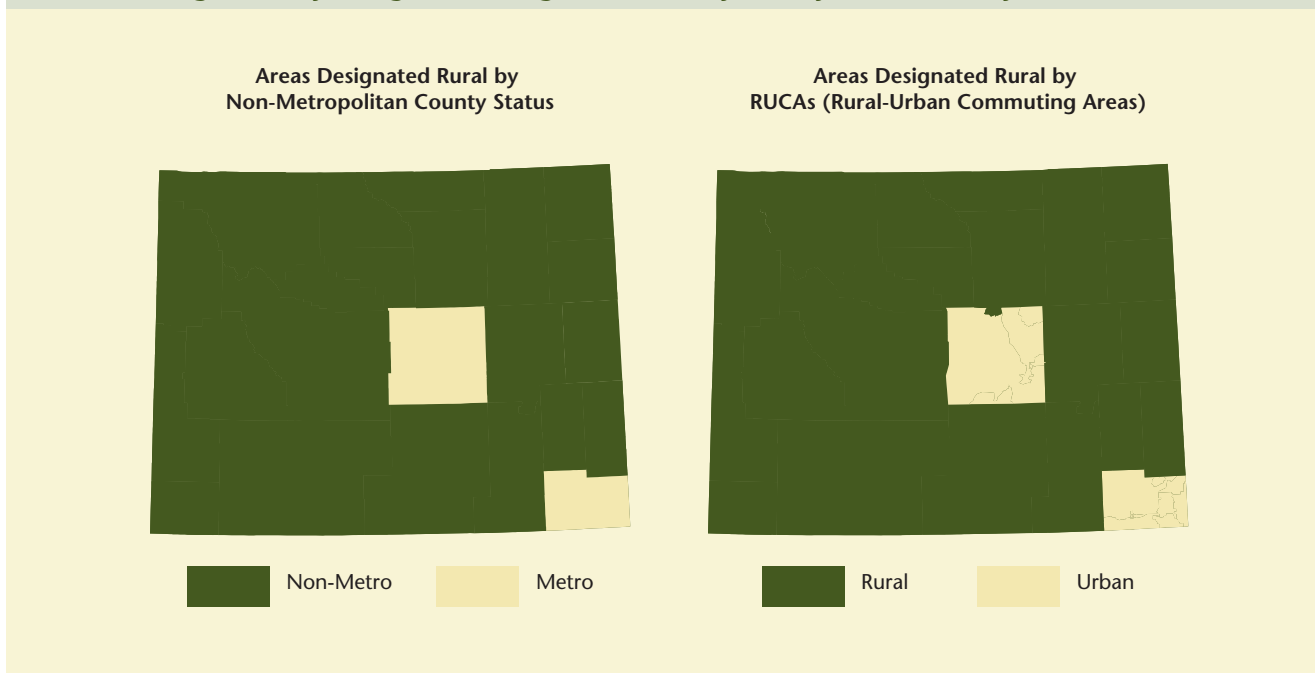 Areas Designated Rural by
Non-Metropolitan County Status
Areas Designated Rural by
RUCAs (Rural-Urban Commuting Areas)
Non-Metro
Metro
Rural
Urban